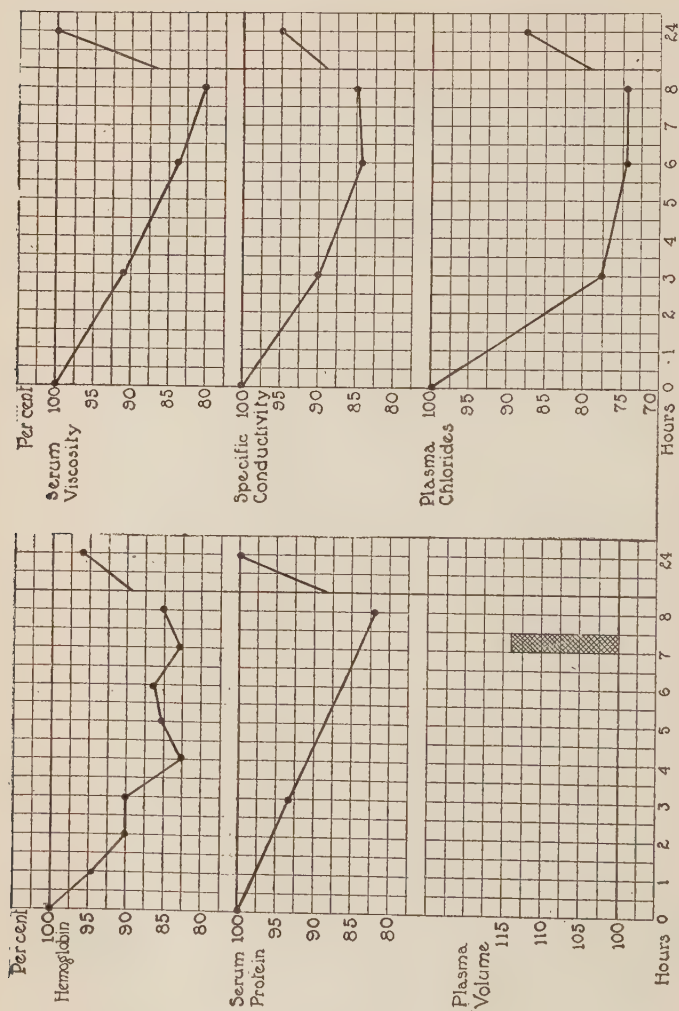 Per cent
100
Hemoglobin
95
90
85
80
100
Serum
Protein
95
90
85
80
Plasma
Volume
115
110
105
100
Hours 0 1 2 3 4 5 6 7 8 24
Per cent
100
Serum
Viscosity
95
90
85
80
Specific
100
Conductivity
95
90
85
80
Plasma
100
Chlorides
95
90
85
80
75
70
Hours 0 1 2 3 4 5 6 7 8 24